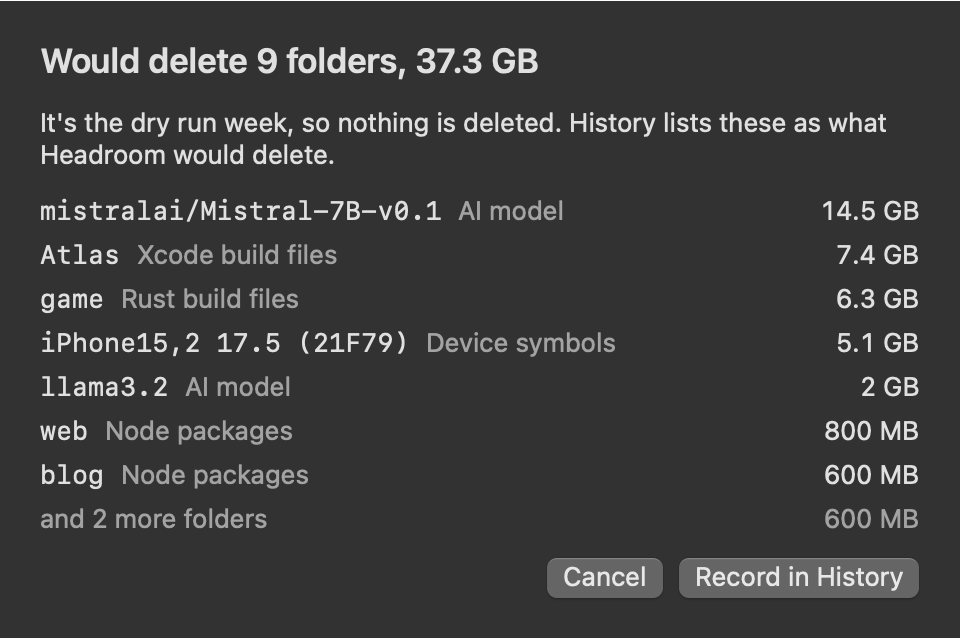 Would delete 9 folders, 37.3 GB
It's the dry run week, so nothing is deleted. History lists these as what
Headroom would delete.
mistralai/Mistral-7B-v0.1 AI model 14.5 GB
Atlas Xcode build files 7.4 GB
game Rust build files 6.3 GB
iPhone15,2 17.5 (21F79) Device symbols 5.1 GB
llama3.2 AI model 2 GB
web Node packages 800 MB
blog Node packages 600 MB
and 2 more folders 600 MB
Cancel Record in History